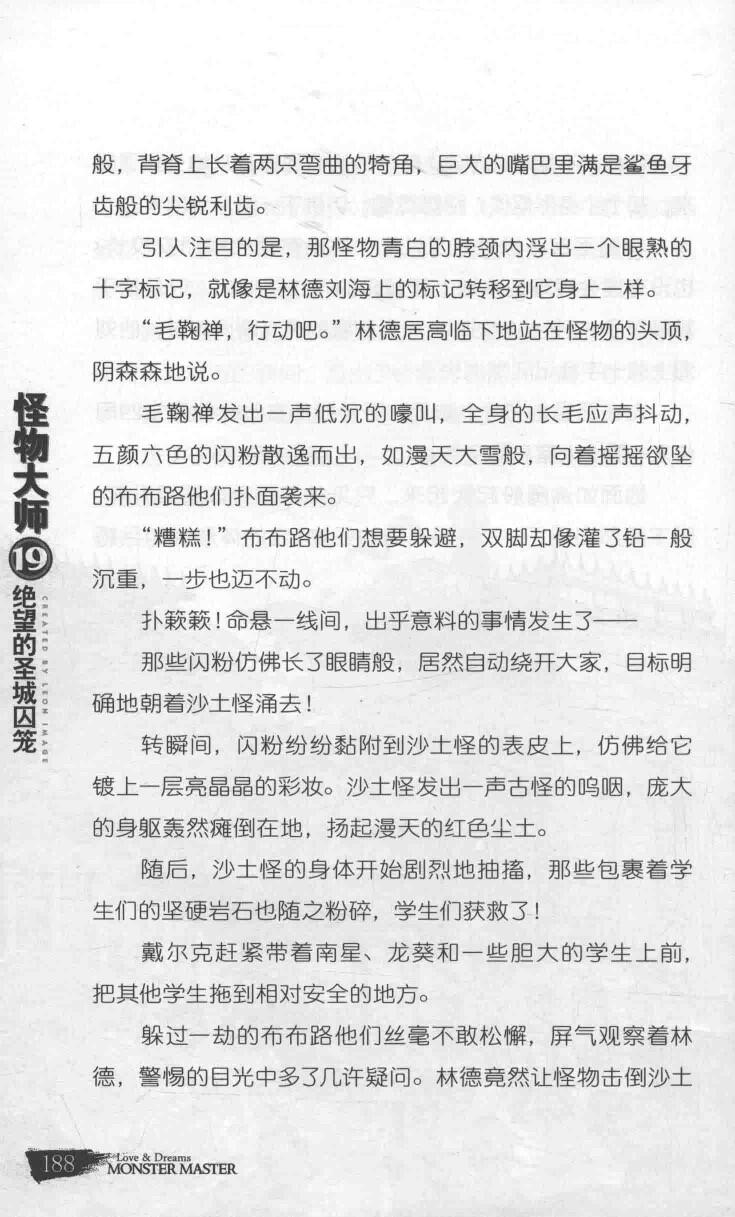 般，背脊上长着两只弯曲的犄角，巨大的嘴巴里满是鲨鱼牙
齿般的尖锐利齿。
引人注目的是，那怪物青白的脖颈内浮出一个眼熟的
十字标记，就像是林德刘海上的标记转移到它身上一样。
“毛鞠禅，行动吧。”林德居高临下地站在怪物的头顶，
阴森森地说。
毛鞠禅发出一声低沉的嚎叫，全身的长毛应声抖动，
五颜六色的闪粉散逸而出，如漫天大雪般，向着摇摇欲坠
的布布路他们扑面袭来。
“糟糕！”布布路他们想要躲避，双脚却像灌了铅一般
沉重，一步也迈不动。
扑簌簌！命悬一线间，出乎意料的事情发生了——
那些闪粉仿佛长了眼睛般，居然自动绕开大家，目标明
确地朝着沙土怪涌去！
转瞬间，闪粉纷纷黏附到沙土怪的表皮上，仿佛给它
镀上一层亮晶晶的彩妆。沙土怪发出一声古怪的呜咽，庞大
的身躯轰然瘫倒在地，扬起漫天的红色尘土。
随后，沙土怪的身体开始剧烈地抽搐，那些包裹着学
生们的坚硬岩石也随之粉碎，学生们获救了！
戴尔克赶紧带着南星、龙葵和一些胆大的学生上前，
把其他学生拖到相对安全的地方。
躲过一劫的布布路他们丝毫不敢松懈，屏气观察着林
德，警惕的目光中多了几许疑问。林德竟然让怪物击倒沙土
怪物大师
19
绝望的圣城囚笼
CREATED BY LEON IMAGE
188
Love & Dreams
MONSTER MASTER